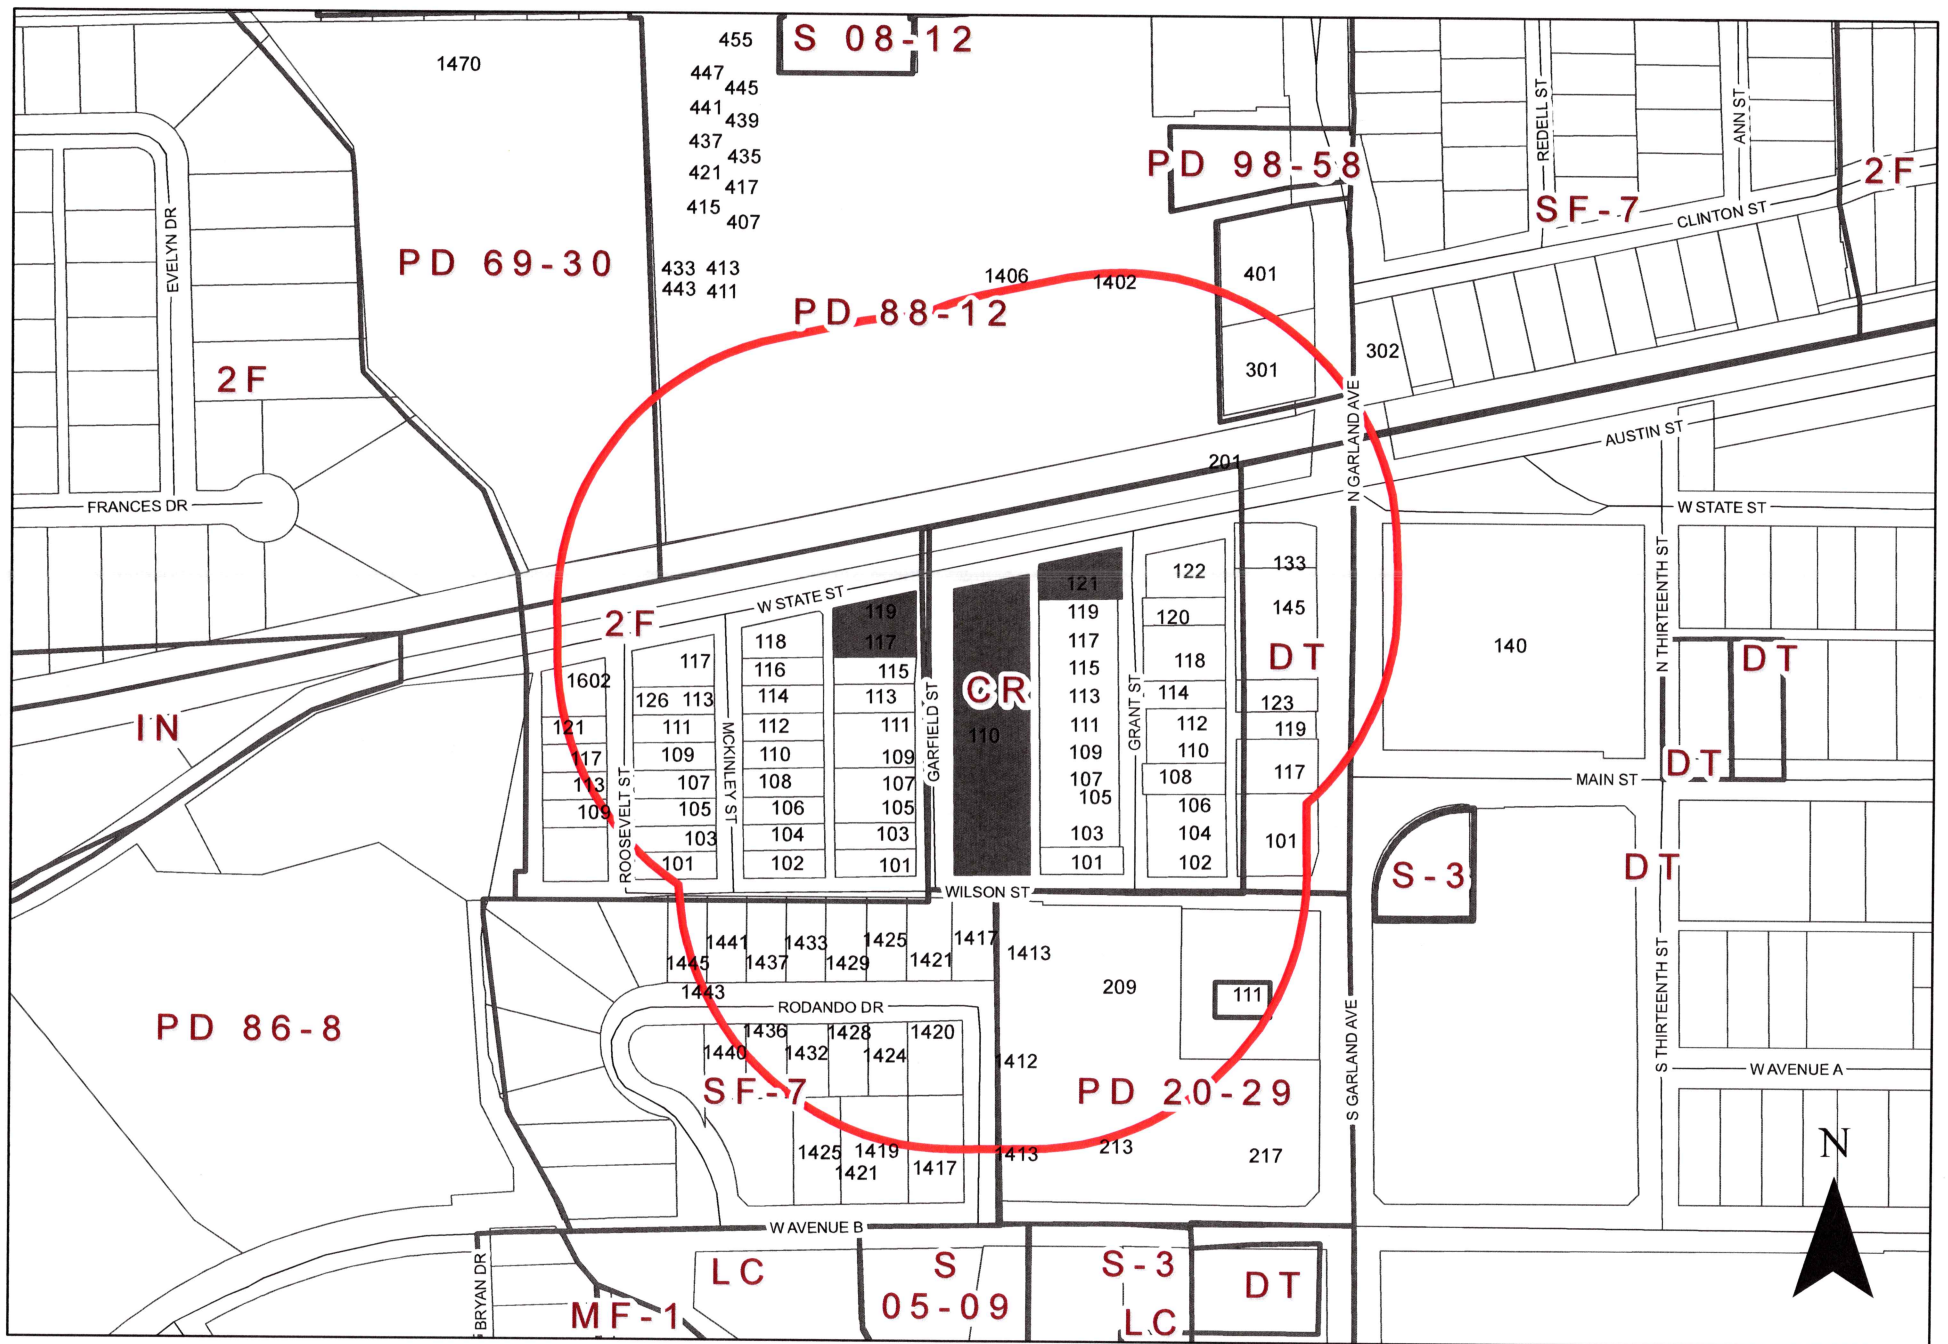 455
S 08-12
1470
447
445
441
439
437
435
421
417
415
407
433 413
443 411
PD 69-30
PD 88-12
1406
1402
PD 98-58
401
301
302
REDELL ST
ANN ST
SF-7
CLINTON ST
2F
EVELYN DR
2F
FRANCES DR
N GARLAND AVE
AUSTIN ST
201
W STATE ST
W STATE ST
2F
IN
1602
121
117
113
109
ROOSEVELT ST
117
126 113
111
109
107
105
103
101
MCKINLEY ST
118
116
114
112
110
108
106
104
102
119
117
115
113
111
109
107
105
103
101
GARFIELD ST
CR
110
121
119
117
115
113
111
109
107
105
103
101
GRANT ST
122
120
118
114
112
110
108
106
104
102
133
145
DT
123
119
117
101
140
N THIRTEENTH ST
DT
DT
MAIN ST
S-3
DT
WILSON ST
1441
1433
1425
1417
1445
1437
1429
1421
1443
1413
209
111
RODANDO DR
1436
1428
1420
1440
1432
1424
1412
SF-7
PD 20-29
PD 86-8
S GARLAND AVE
S THIRTEENTH ST
W AVENUE A
1425
1419
1421
1417
1413
213
217
N
W AVENUE B
BRYAN DR
LC
S
05-09
S-3
DT
MF-1
LC